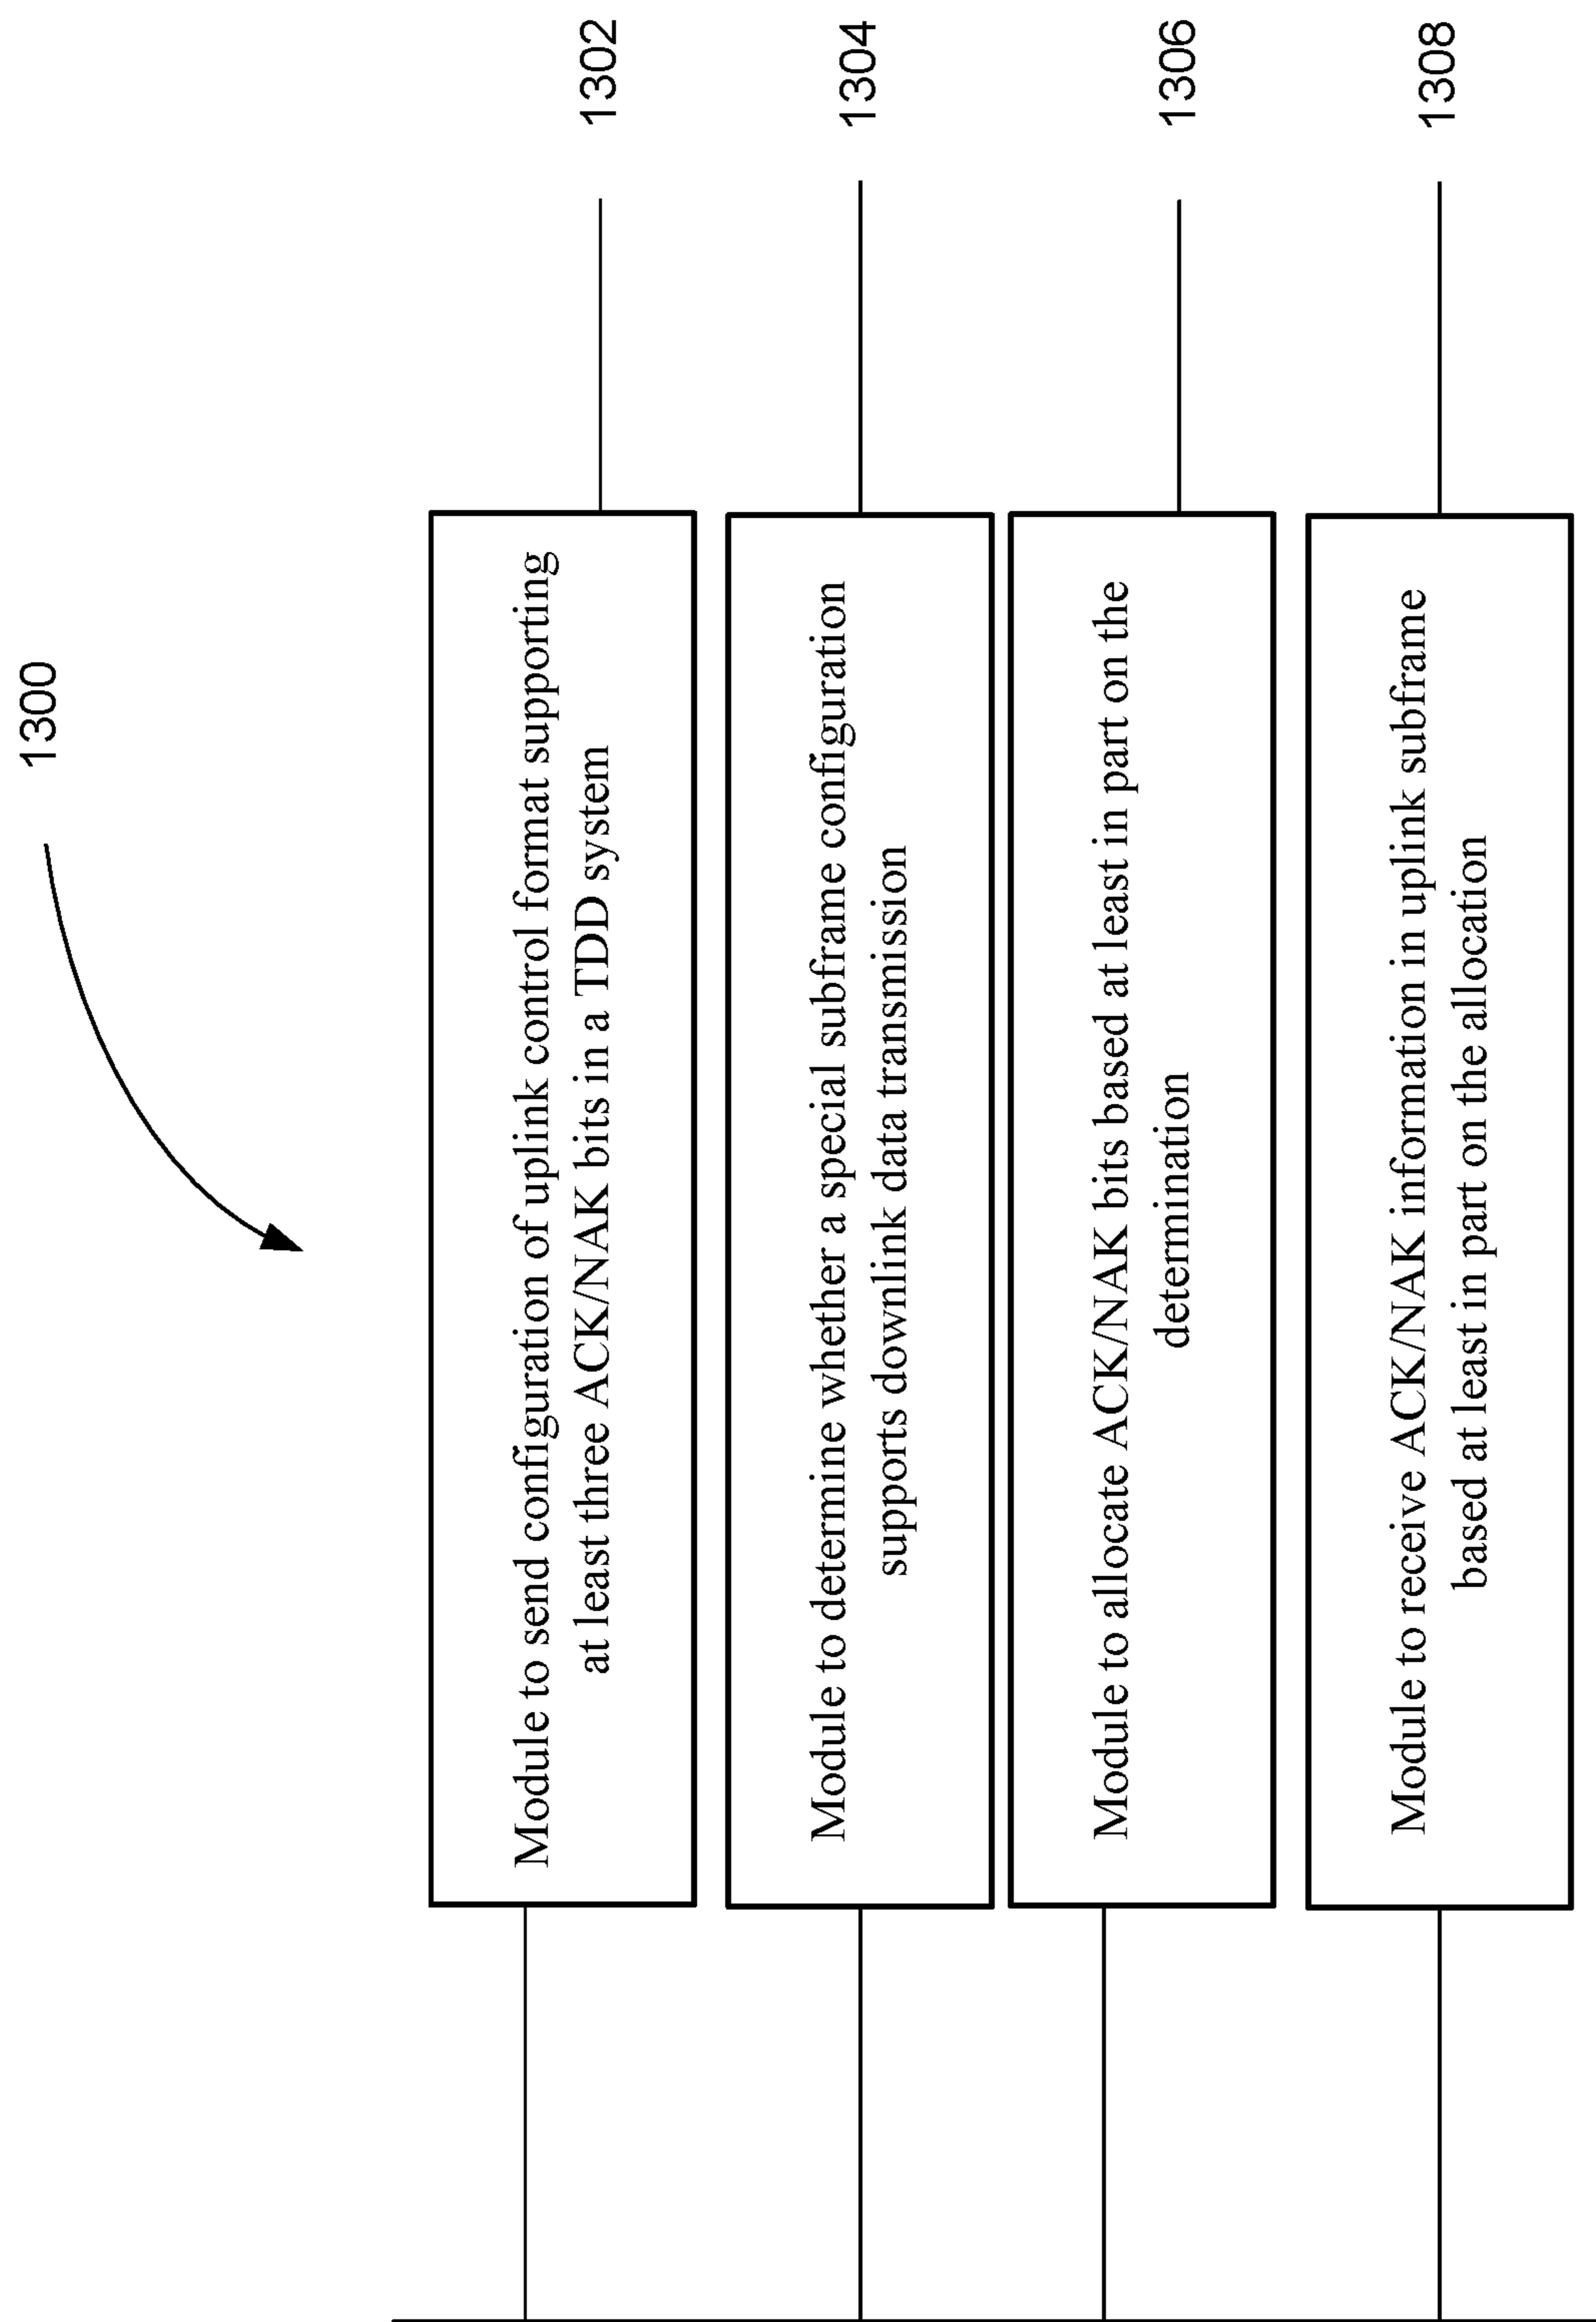 1300
Module to send configuration of uplink control format supporting
at least three ACK/NAK bits in a TDD system
1302
Module to determine whether a special subframe configuration
supports downlink data transmission
1304
Module to allocate ACK/NAK bits based at least in part on the
determination
1306
Module to receive ACK/NAK information in uplink subframe
based at least in part on the allocation
1308